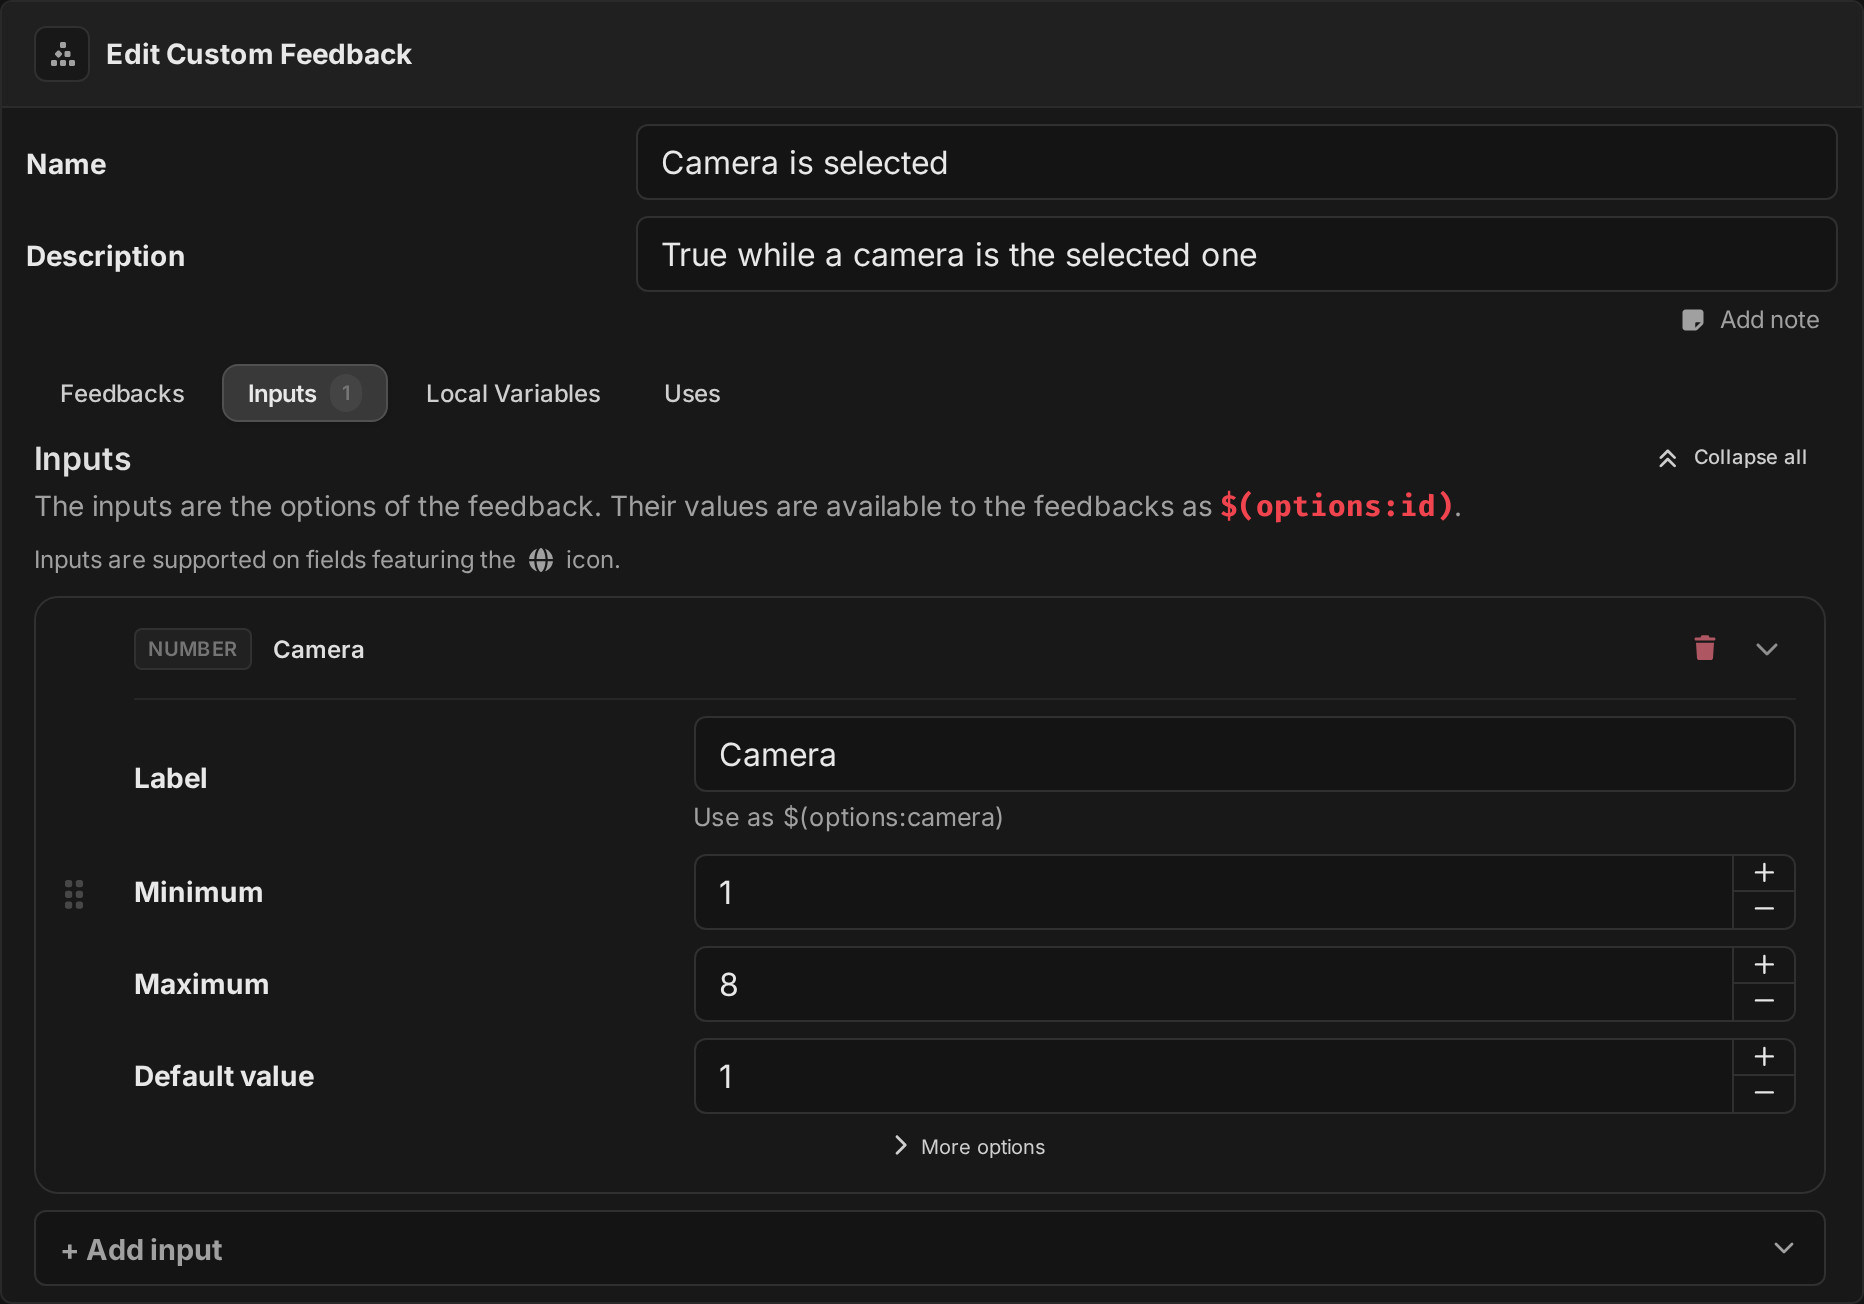 Edit Custom Feedback
Name
Camera is selected
Description
True while a camera is the selected one
Add note
Feedbacks
Inputs 1
Local Variables
Uses
Inputs
Collapse all
The inputs are the options of the feedback. Their values are available to the feedbacks as $(options:id).
Inputs are supported on fields featuring the icon.
NUMBER Camera
Label
Camera
Use as $(options:camera)
Minimum
1
Maximum
8
Default value
1
More options
+ Add input